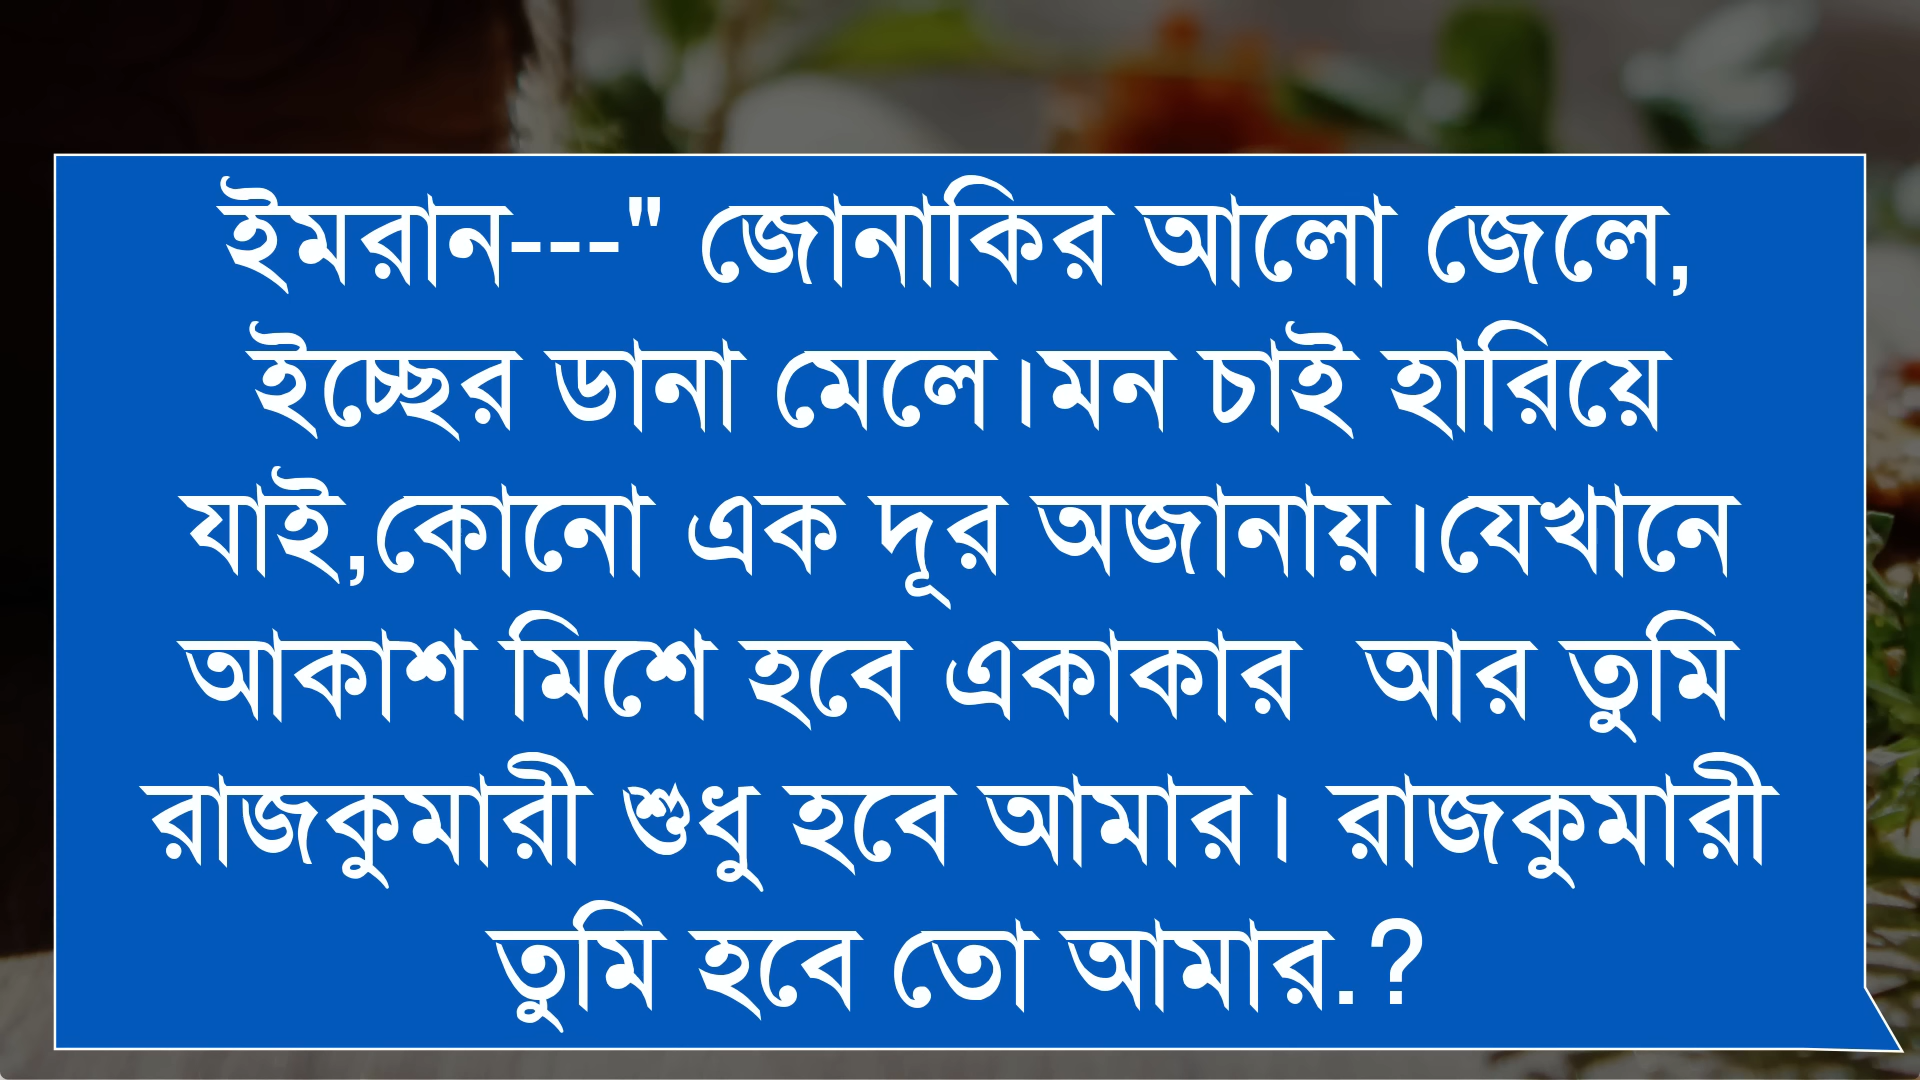 ইমরান---" জোনাকির আলো জেলে,
ইচ্ছের ডানা মেলে।মন চাই হারিয়ে
যাই,কোনো এক দূর অজানায়।যেখানে
আকাশ মিশে হবে একাকার  আর তুমি
রাজকুমারী শুধু হবে আমার। রাজকুমারী
তুমি হবে তো আমার.?